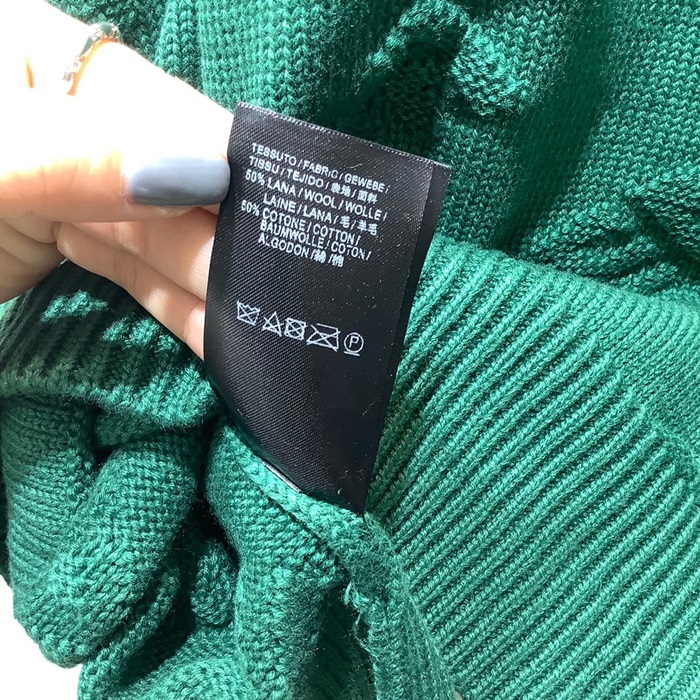 TESSUTO/FABRIC/GEWEBE/
TISSU/TEJIDO/表地/面料
50% LANA/WOOL/WOLLE/
LAINE/LANA/毛/羊毛
50% COTONE/COTTON/
BAUMWOLLE/COTON/
ALGODON/綿/棉
P